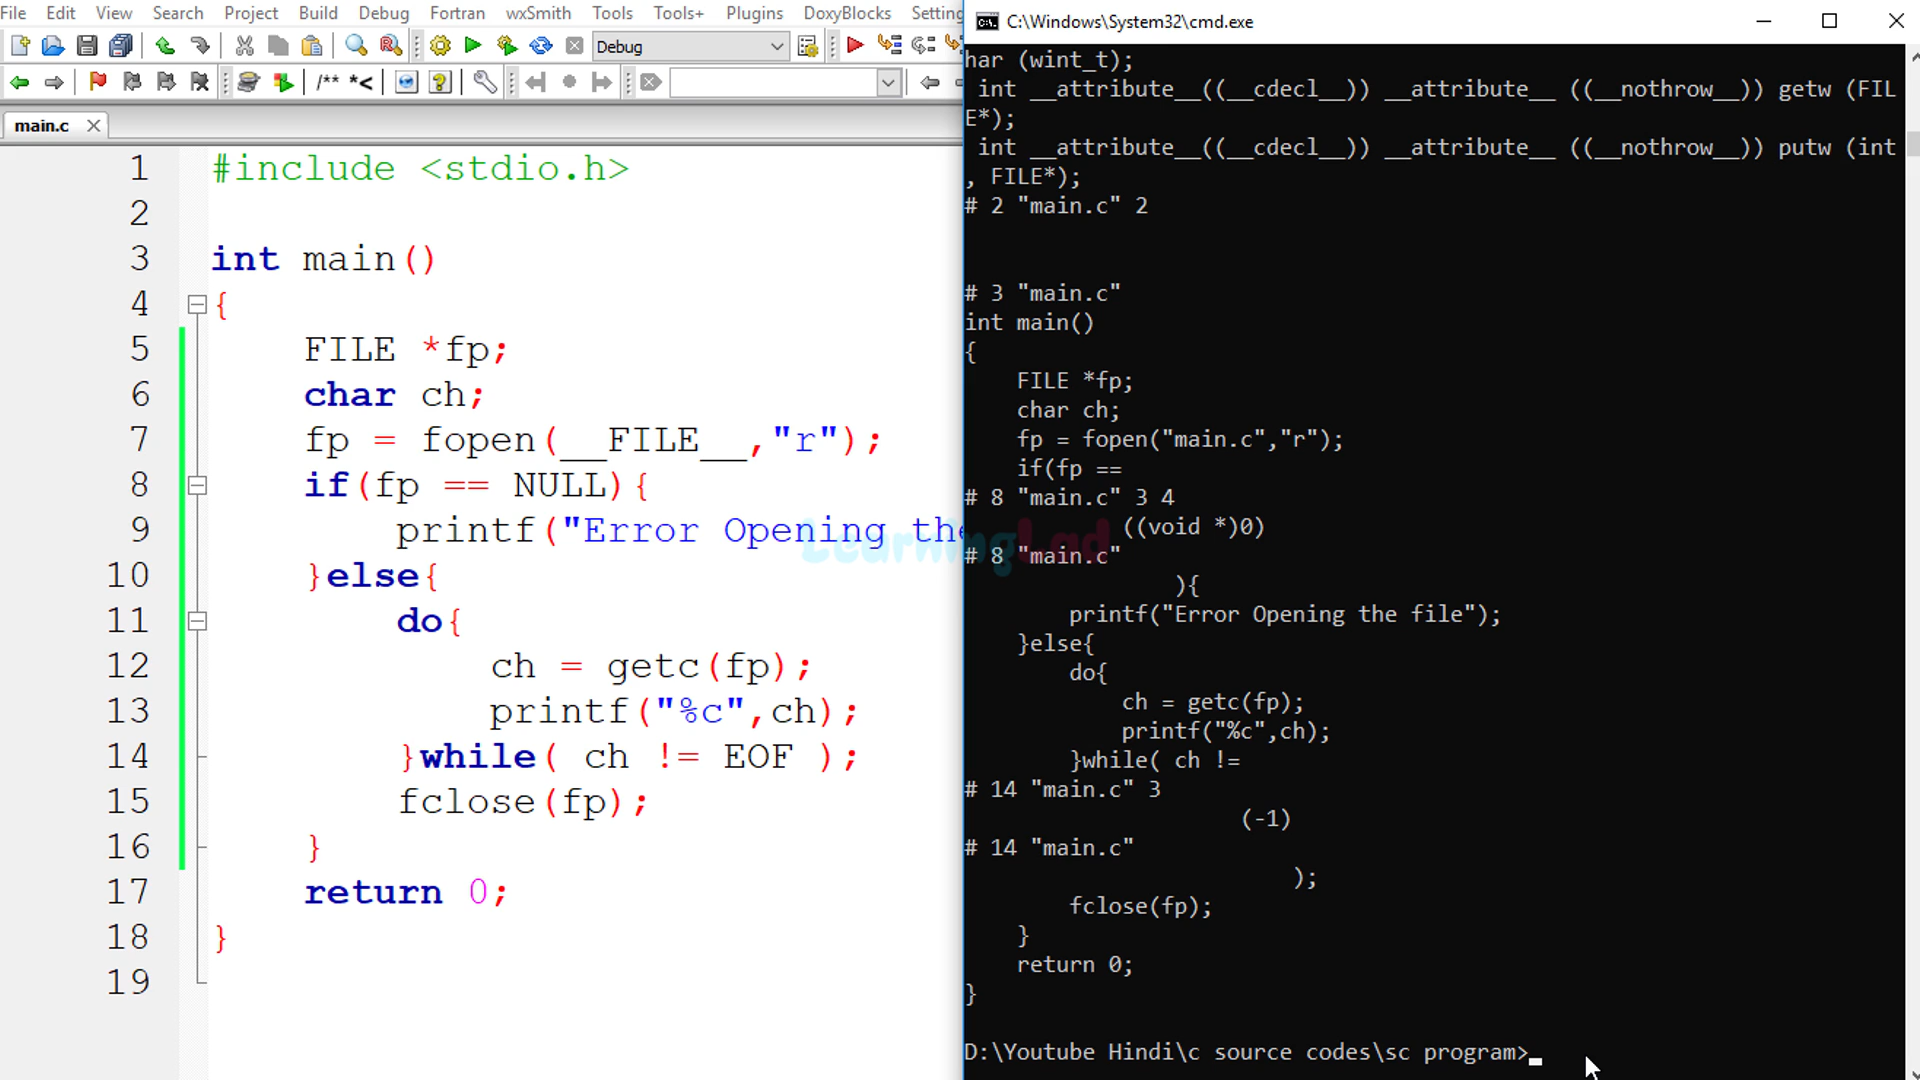 File Edit View Search Project Build Debug Fortran wxSmith Tools Tools+ Plugins DoxyBlocks Setting
Debug
/** *<
main.c
1 #include <stdio.h>
2
3 int main()
4 {
5 FILE *fp;
6 char ch;
7 fp = fopen(__FILE__,"r");
8 if(fp == NULL){
9 printf("Error Opening the
10 }else{
11 do{
12 ch = getc(fp);
13 printf("%c",ch);
14 }while( ch != EOF );
15 fclose(fp);
16 }
17 return 0;
18 }
19
LearningLad
C:\Windows\System32\cmd.exe
har (wint_t);
int __attribute__((__cdecl__)) __attribute__ ((__nothrow__)) getw (FIL
E*);
int __attribute__((__cdecl__)) __attribute__ ((__nothrow__)) putw (int
, FILE*);
# 2 "main.c" 2
# 3 "main.c"
int main()
{
FILE *fp;
char ch;
fp = fopen("main.c","r");
if(fp ==
# 8 "main.c" 3 4
((void *)0)
# 8 "main.c"
){
printf("Error Opening the file");
}else{
do{
ch = getc(fp);
printf("%c",ch);
}while( ch !=
# 14 "main.c" 3
(-1)
# 14 "main.c"
);
fclose(fp);
}
return 0;
}
D:\Youtube Hindi\c source codes\sc program>